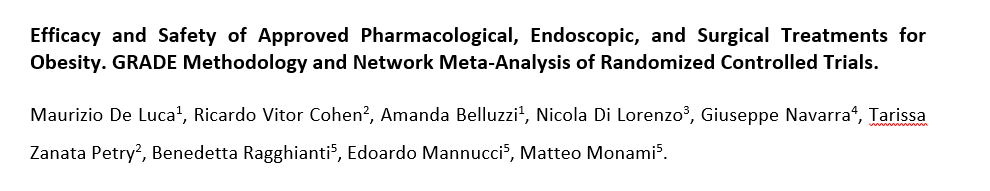 Efficacy and Safety of Approved Pharmacological, Endoscopic, and Surgical Treatments for
Obesity. GRADE Methodology and Network Meta-Analysis of Randomized Controlled Trials.
Maurizio De Luca¹, Ricardo Vitor Cohen², Amanda Belluzzi¹, Nicola Di Lorenzo³, Giuseppe Navarra⁴, Tarissa
Zanata Petry², Benedetta Ragghianti⁵, Edoardo Mannucci⁵, Matteo Monami⁵.